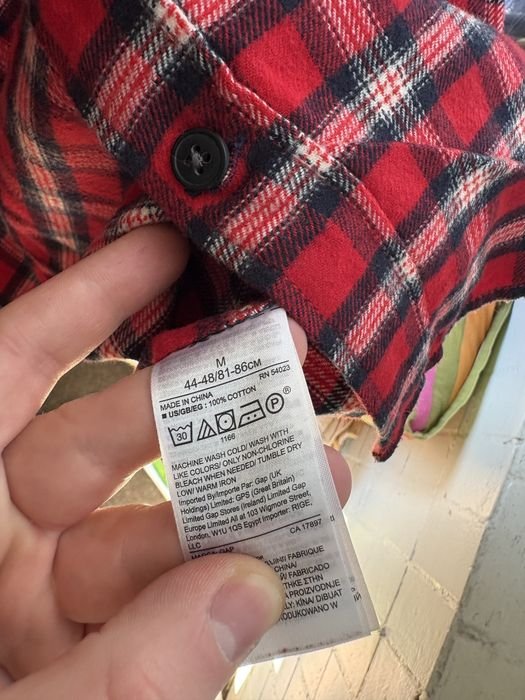 M
44-48/81-86CM
MADE IN CHINA RN 54023
■ US/GB/EG : 100% COTTON
30 P ®
1166
MACHINE WASH COLD/ WASH WITH
LIKE COLORS/ ONLY NON-CHLORINE
BLEACH WHEN NEEDED/ TUMBLE DRY
LOW/ WARM IRON
Imported By/Importe Par: Gap (UK
Holdings) Limited: GPS (Great Britain)
Limited Gap Stores (Ireland) Limited Gap
Europe Limited All at 103 Wigmore Street,
London, W1U 1QS Egypt Importer: RIGE,
LLC CA 17897
FABRIQUE
CHINA/
FABRICADO
ΣΤΗΝ
PROIZVODNJE
LY: KÍNA/ DIBUAT
ODUKOWANO W